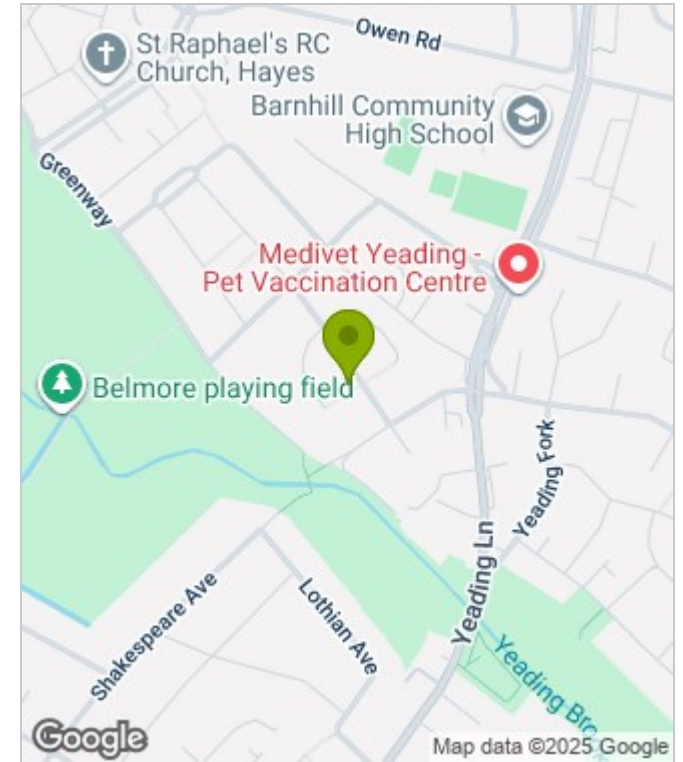 Owen Rd
St Raphael's RC
Church, Hayes
Barnhill Community
High School
Greenway
Medivet Yeading -
Pet Vaccination Centre
Belmore playing field
Yeading Fork
Yeading Ln
Shakespeare Ave
Lothian Ave
Yeading Bro
Google
Map data ©2025 Google